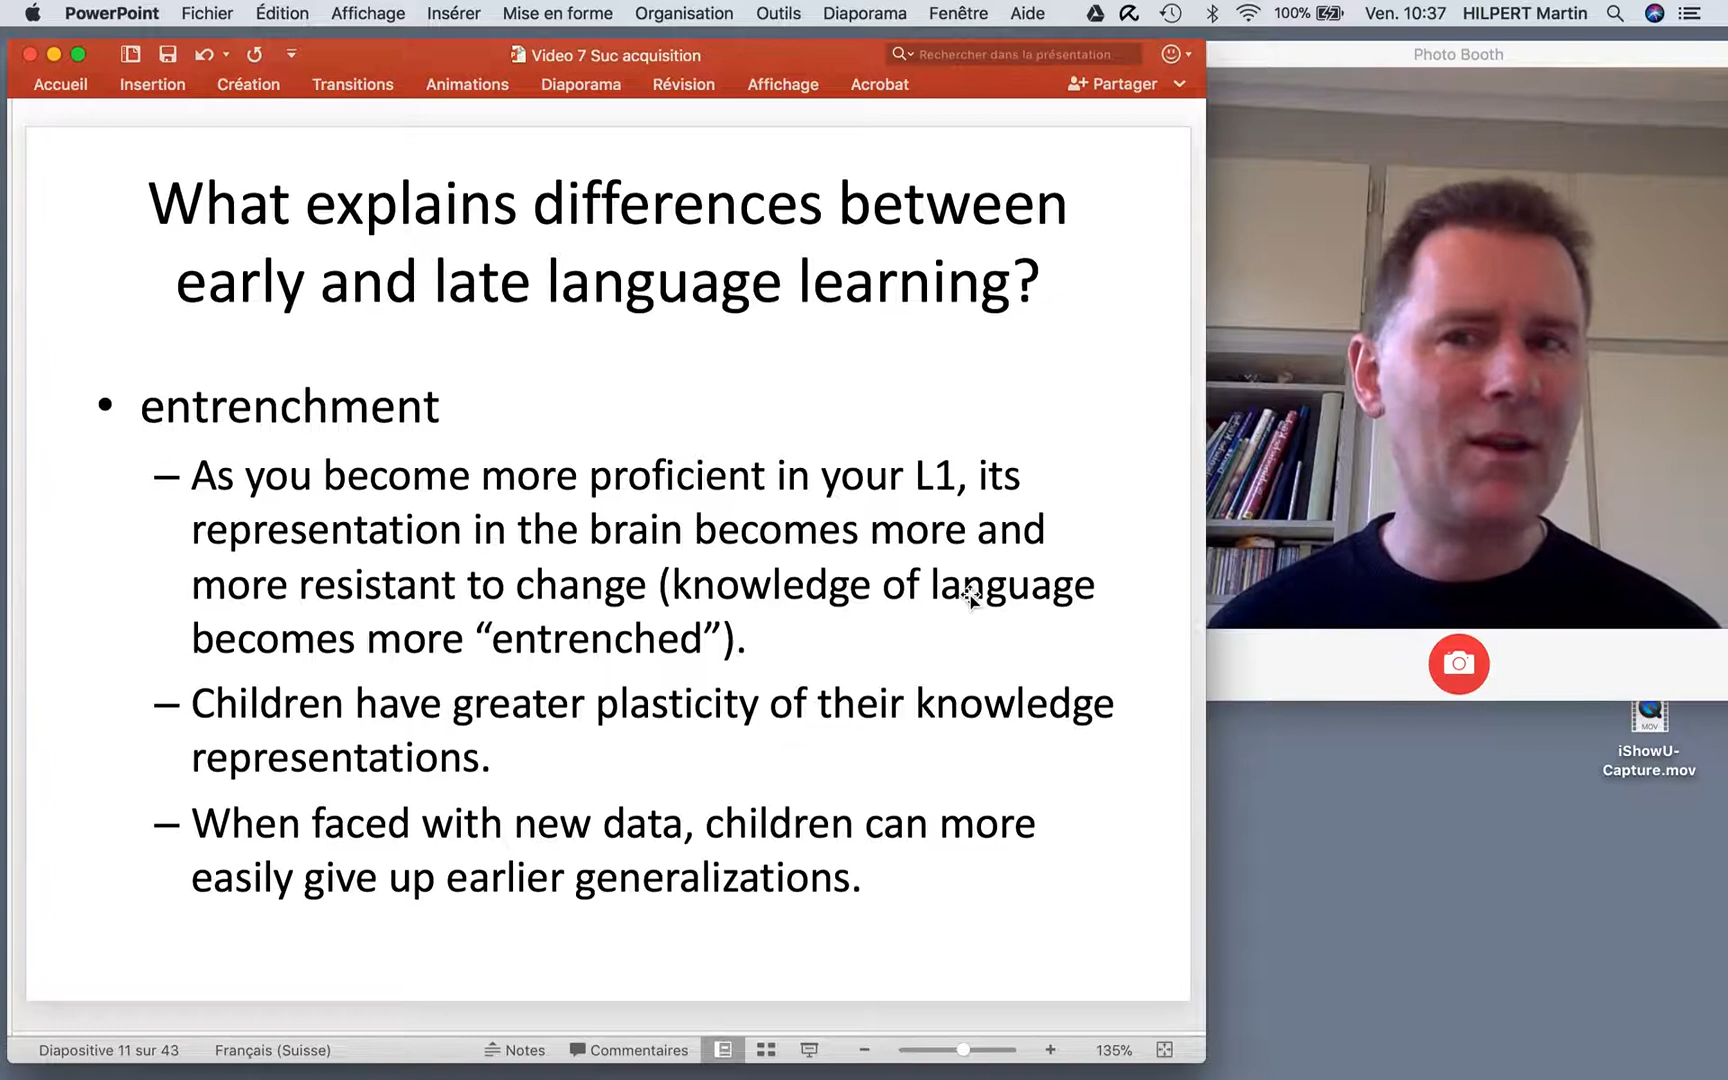 PowerPoint Fichier Édition Affichage Insérer Mise en forme Organisation Outils Diaporama Fenêtre Aide 100% Ven. 10:37 HILPERT Martin
Video 7 Suc acquisition
Rechercher dans la présentation
Photo Booth
Accueil Insertion Création Transitions Animations Diaporama Révision Affichage Acrobat Partager
What explains differences between
early and late language learning?
• entrenchment
– As you become more proficient in your L1, its
representation in the brain becomes more and
more resistant to change (knowledge of language
becomes more “entrenched”).
– Children have greater plasticity of their knowledge
representations.
– When faced with new data, children can more
easily give up earlier generalizations.
MOV
iShowU-
Capture.mov
Diapositive 11 sur 43 Français (Suisse) Notes Commentaires 135%